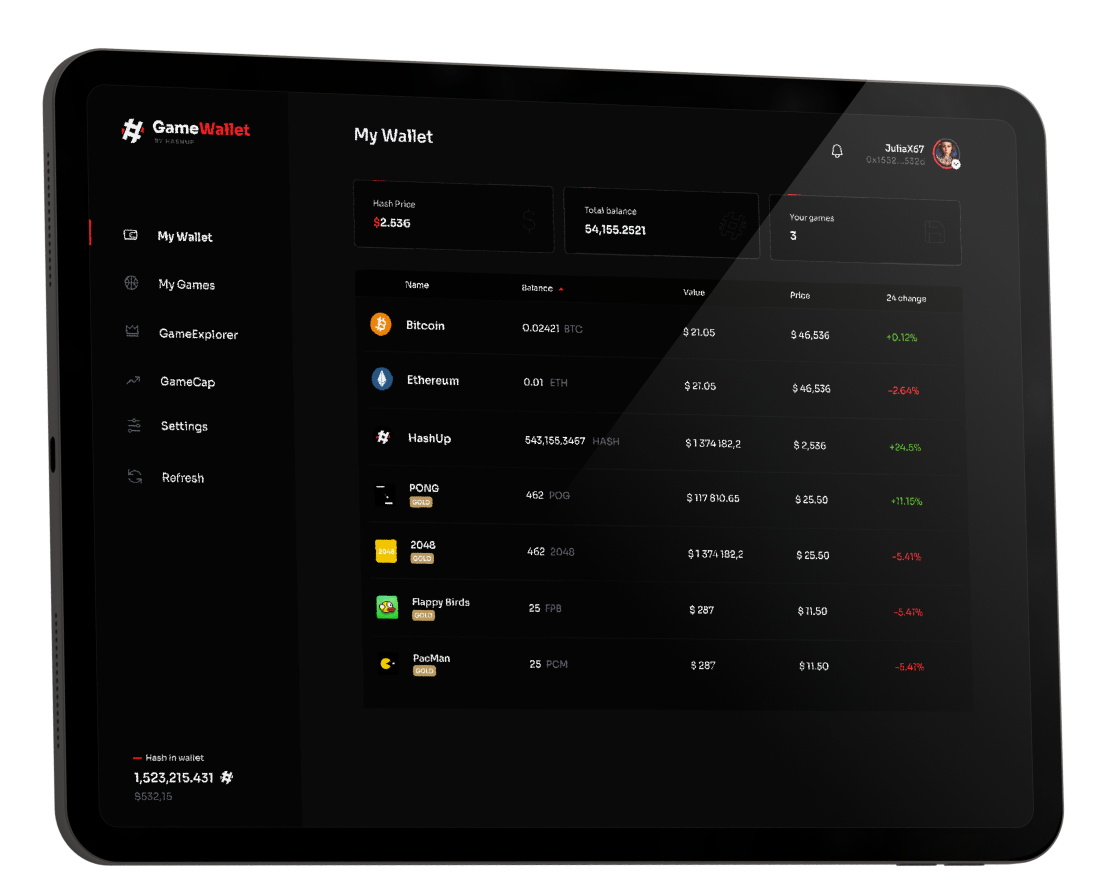 GameWallet
BY HASHUP
My Wallet
JuliaX67
0x1532...532d
My Wallet
My Games
GameExplorer
GameCap
Settings
Refresh
Hash Price
$2.536
Total balance
54,155.2521
Your games
3
Name Balance Value Price 24 change
Bitcoin 0.02421 BTC $ 21.05 $ 46,536 +0.12%
Ethereum 0.01 ETH $ 21.05 $ 46,536 -2.64%
HashUp 543,155,3467 HASH $ 1 374 182,2 $ 2,536 +24.5%
PONG 462 POG $ 117 810.65 $ 25.50 +11.15%
GOLD
2048 2048 462 2048 $ 1 374 182,2 $ 25.50 -5.41%
GOLD
Flappy Birds 25 FPB $ 287 $ 11.50 -5.41%
GOLD
PacMan 25 PCM $ 287 $ 11.50 -5.41%
GOLD
Hash in wallet
1,523,215.431
$532,15